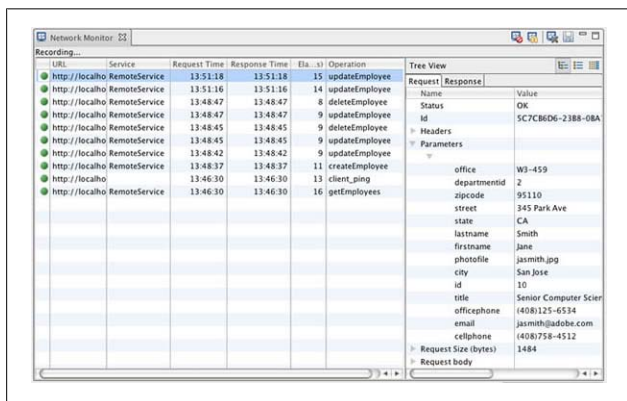 Network Monitor
Recording...
URL Service Request Time Response Time Ela...s) Operation
http://localho RemoteService 13:51:18 13:51:18 15 updateEmployee
http://localho RemoteService 13:51:16 13:51:16 14 updateEmployee
http://localho RemoteService 13:48:47 13:48:47 8 deleteEmployee
http://localho RemoteService 13:48:47 13:48:47 9 updateEmployee
http://localho RemoteService 13:48:45 13:48:45 9 deleteEmployee
http://localho RemoteService 13:48:45 13:48:45 9 updateEmployee
http://localho RemoteService 13:48:42 13:48:42 9 updateEmployee
http://localho RemoteService 13:48:37 13:48:37 11 createEmployee
http://localho 13:46:30 13:46:30 13 client_ping
http://localho RemoteService 13:46:30 13:46:30 16 getEmployees
Tree View
Request Response
Name Value
Status OK
Id 5C7CB6D6-23B8-0BA
Headers
Parameters
office W3-459
departmentid 2
zipcode 95110
street 345 Park Ave
state CA
lastname Smith
firstname Jane
photofile jasmith.jpg
city San Jose
id 10
title Senior Computer Scien
officephone (408)125-6534
email jasmith@adobe.com
cellphone (408)758-4512
Request Size (bytes) 1484
Request body